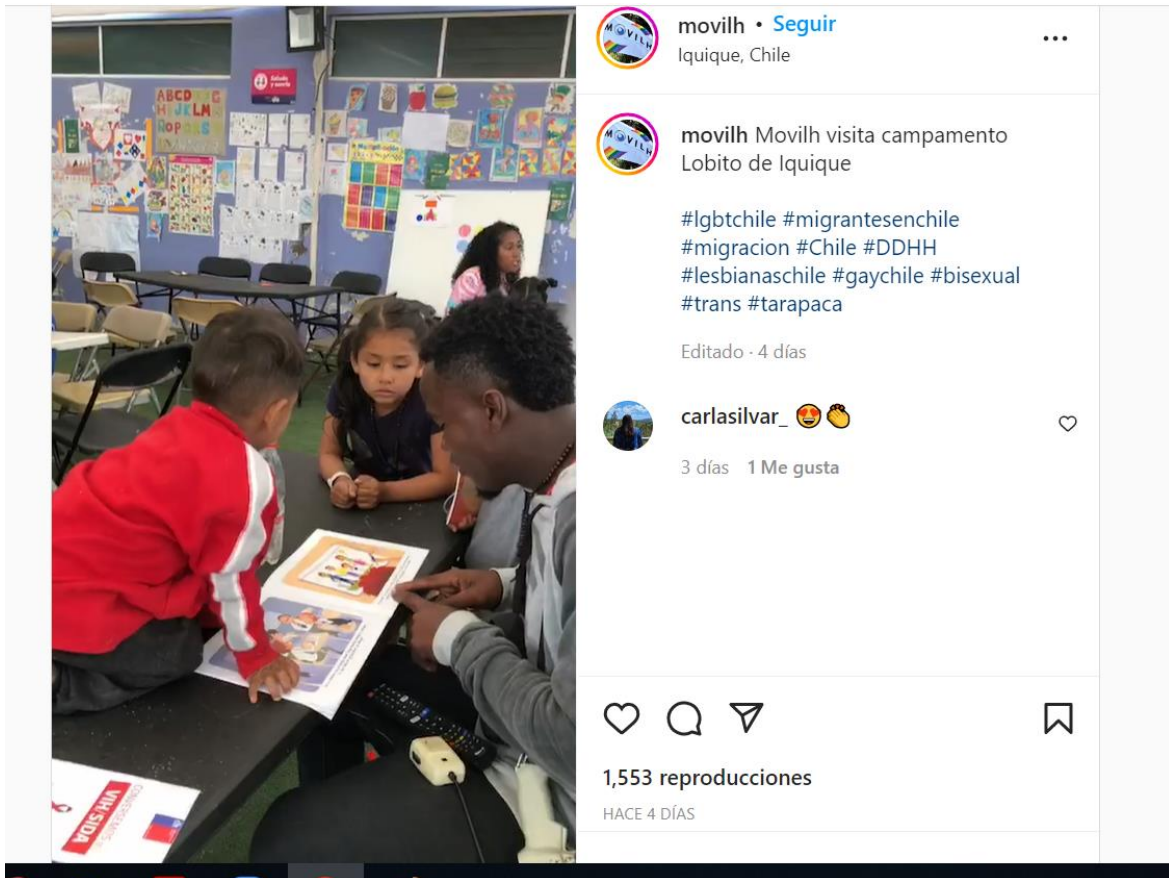 movilh • Seguir
Iquique, Chile
movilh Movilh visita campamento
Lobito de Iquique
#lgbtchile #migrantesenchile
#migracion #Chile #DDHH
#lesbianaschile #gaychile #bisexual
#trans #tarapaca
Editado · 4 días
carlasilvar_ 😍👏
3 días 1 Me gusta
1,553 reproducciones
HACE 4 DÍAS
ABCD
VIH/SIDA